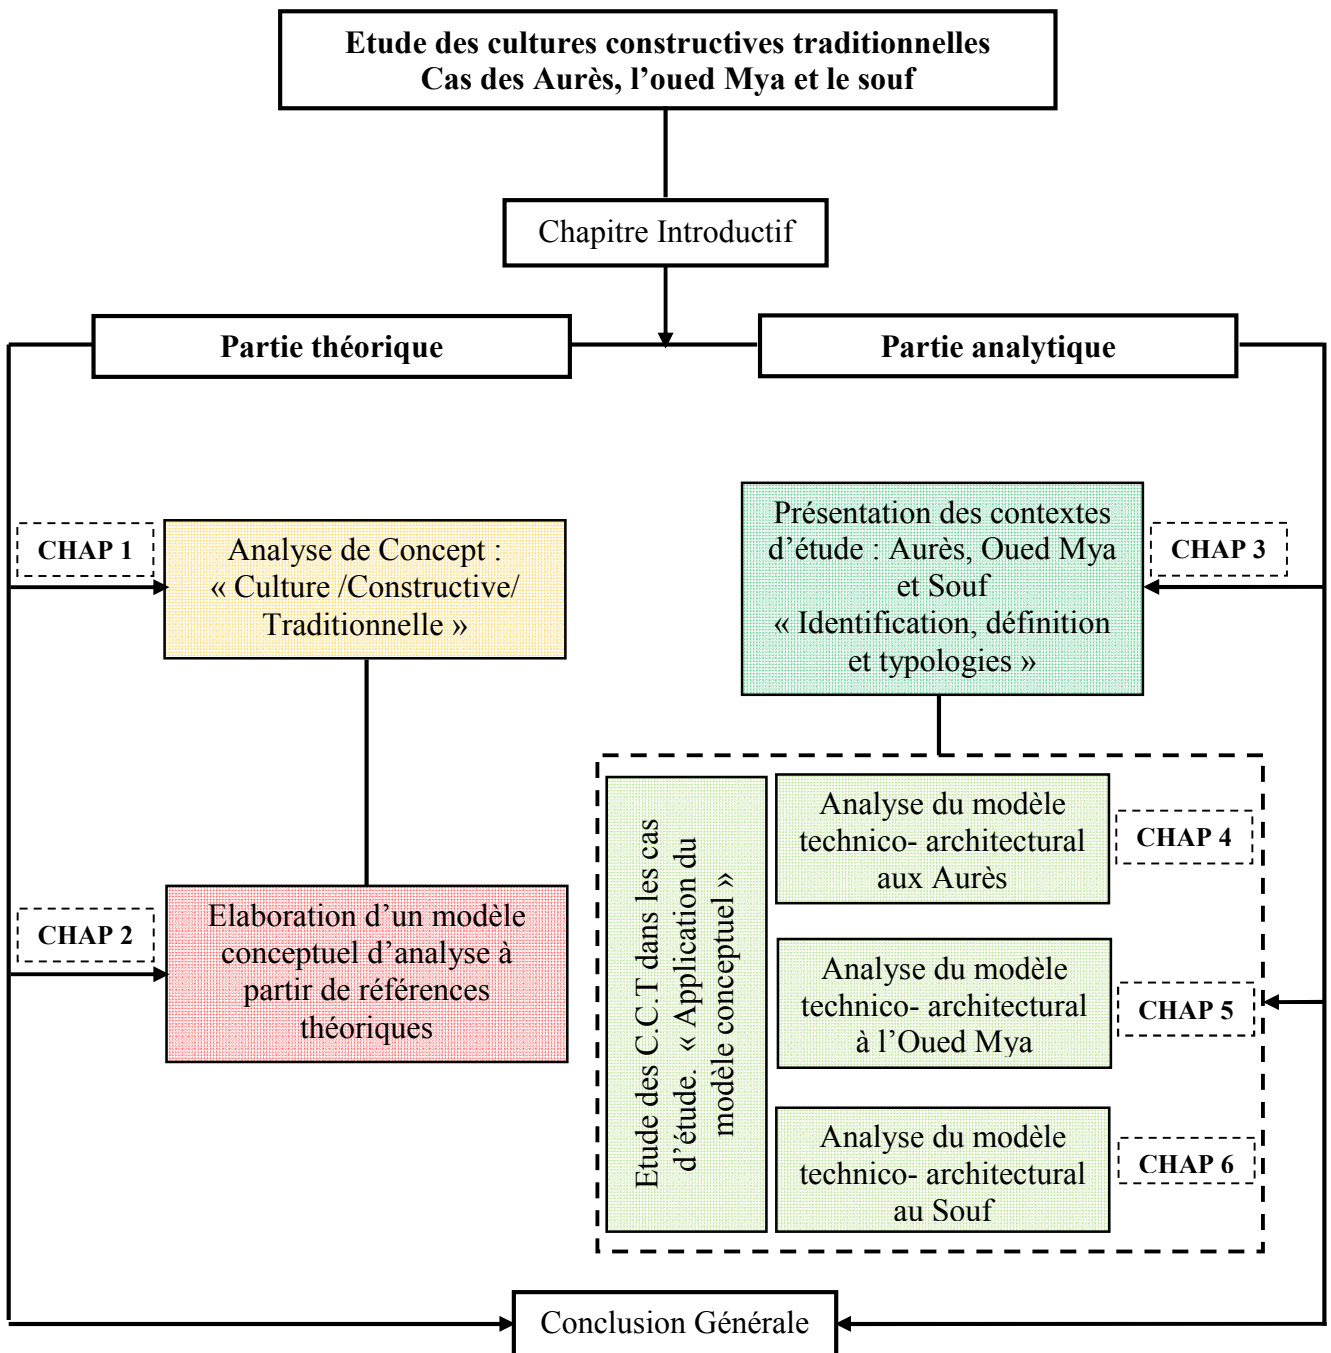 Etude des cultures constructives traditionnelles
Cas des Aurès, l’oued Mya et le souf
Chapitre Introductif
Partie théorique
Partie analytique
CHAP 1
Analyse de Concept :
« Culture /Constructive/
Traditionnelle »
CHAP 2
Elaboration d’un modèle
conceptuel d’analyse à
partir de références
théoriques
Présentation des contextes
d’étude : Aurès, Oued Mya
et Souf
« Identification, définition
et typologies »
CHAP 3
Etude des C.C.T dans les cas
d’étude. « Application du
modèle conceptuel »
Analyse du modèle
technico- architectural
aux Aurès
CHAP 4
Analyse du modèle
technico- architectural
à l’Oued Mya
CHAP 5
Analyse du modèle
technico- architectural
au Souf
CHAP 6
Conclusion Générale